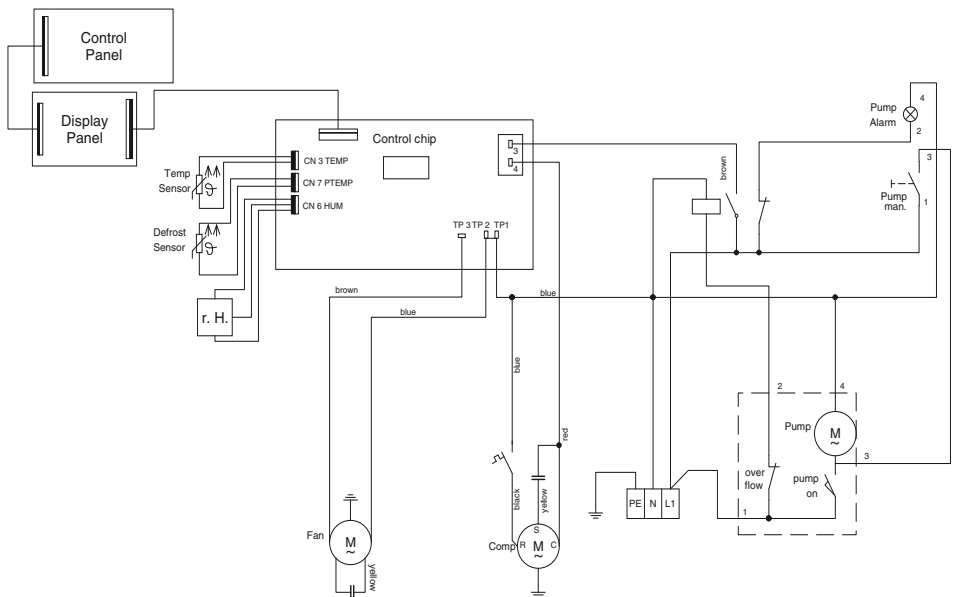 Control
Panel
Display
Panel
Control chip
CN 3 TEMP
CN 7 PTEMP
CN 6 HUM
Temp
Sensor
ϑ
Defrost
Sensor
ϑ
r. H.
3
4
TP 3 TP 2 TP1
brown
blue
blue
brown
Pump
Alarm
4
2
3
1
Pump
man.
blue
red
black
yellow
Fan
M
~
yellow
Comp
S
R
M
~
C
PE N L1
2
4
Pump
M
~
3
over
flow
pump
on
1